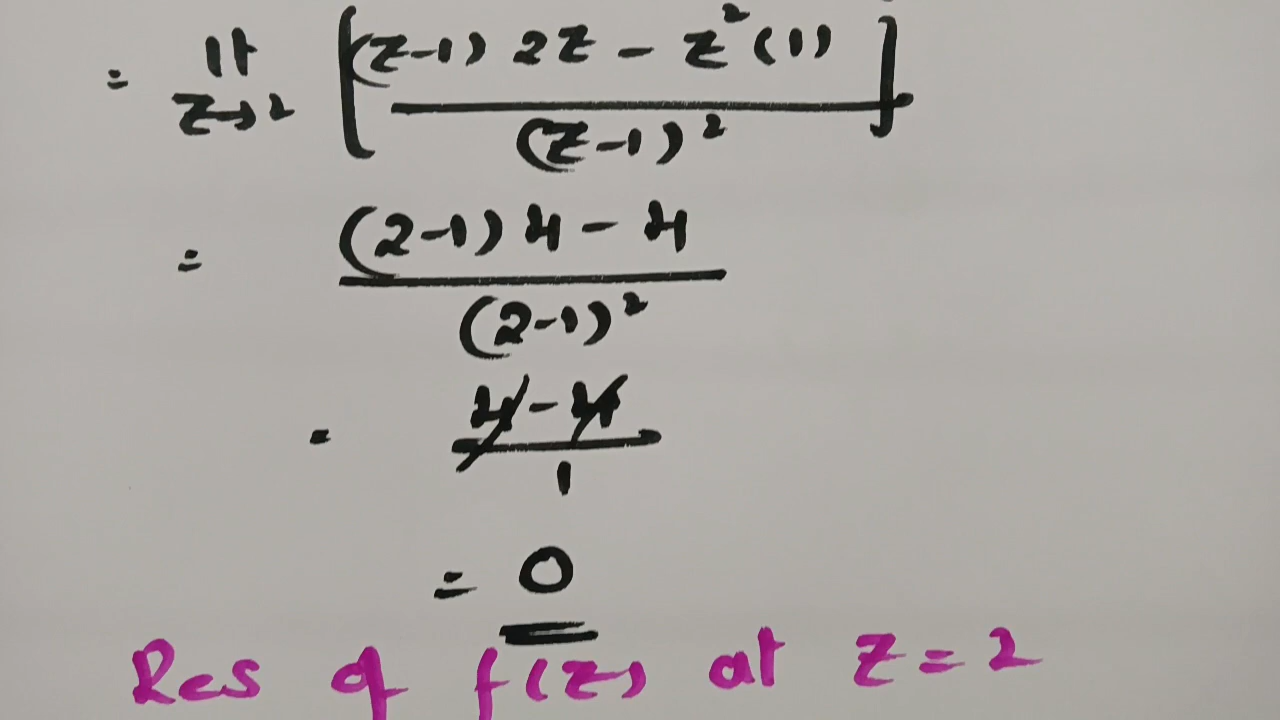 = lt z→2 [(z-1) 2z - z²(1) / (z-1)²]
= (2-1)4 - 4 / (2-1)²
= 4 - 4 / 1
= 0
Res of f(z) at z = 2